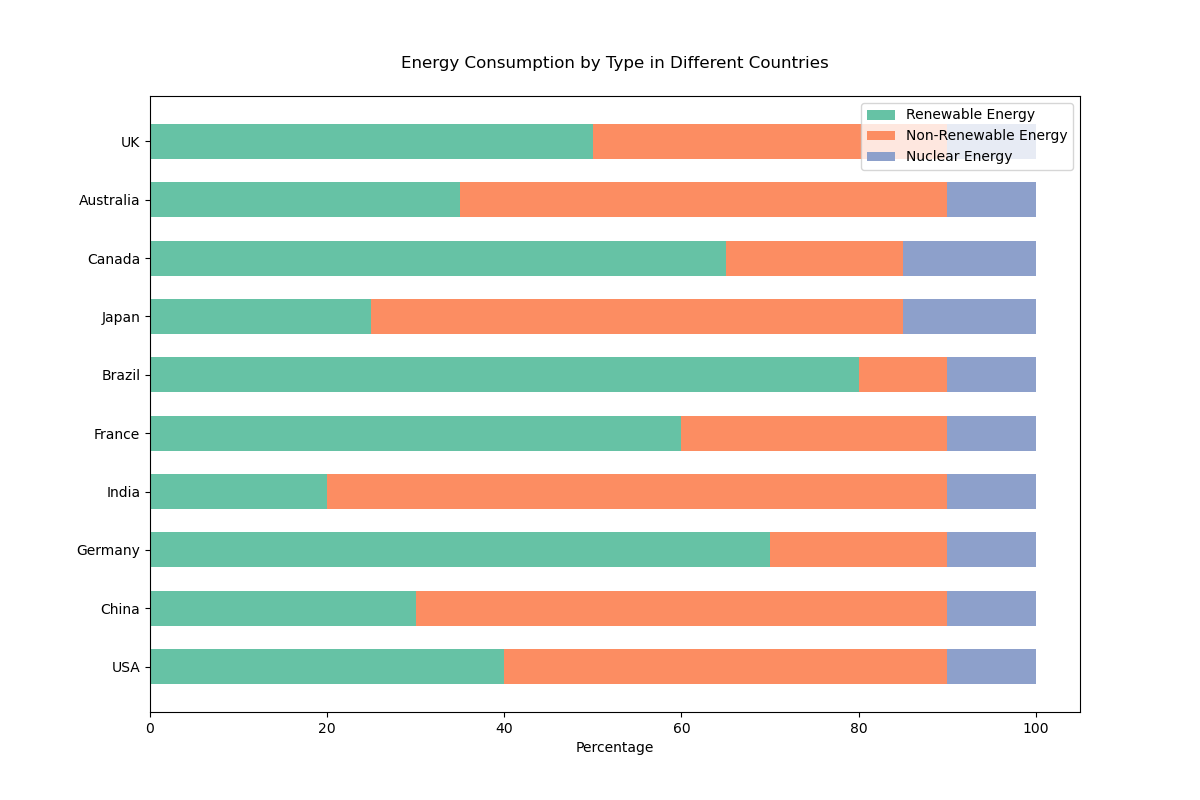 Energy Consumption by Type in Different Countries
Renewable Energy
Non-Renewable Energy
Nuclear Energy
UK
Australia
Canada
Japan
Brazil
France
India
Germany
China
USA
0 20 40 60 80 100
Percentage